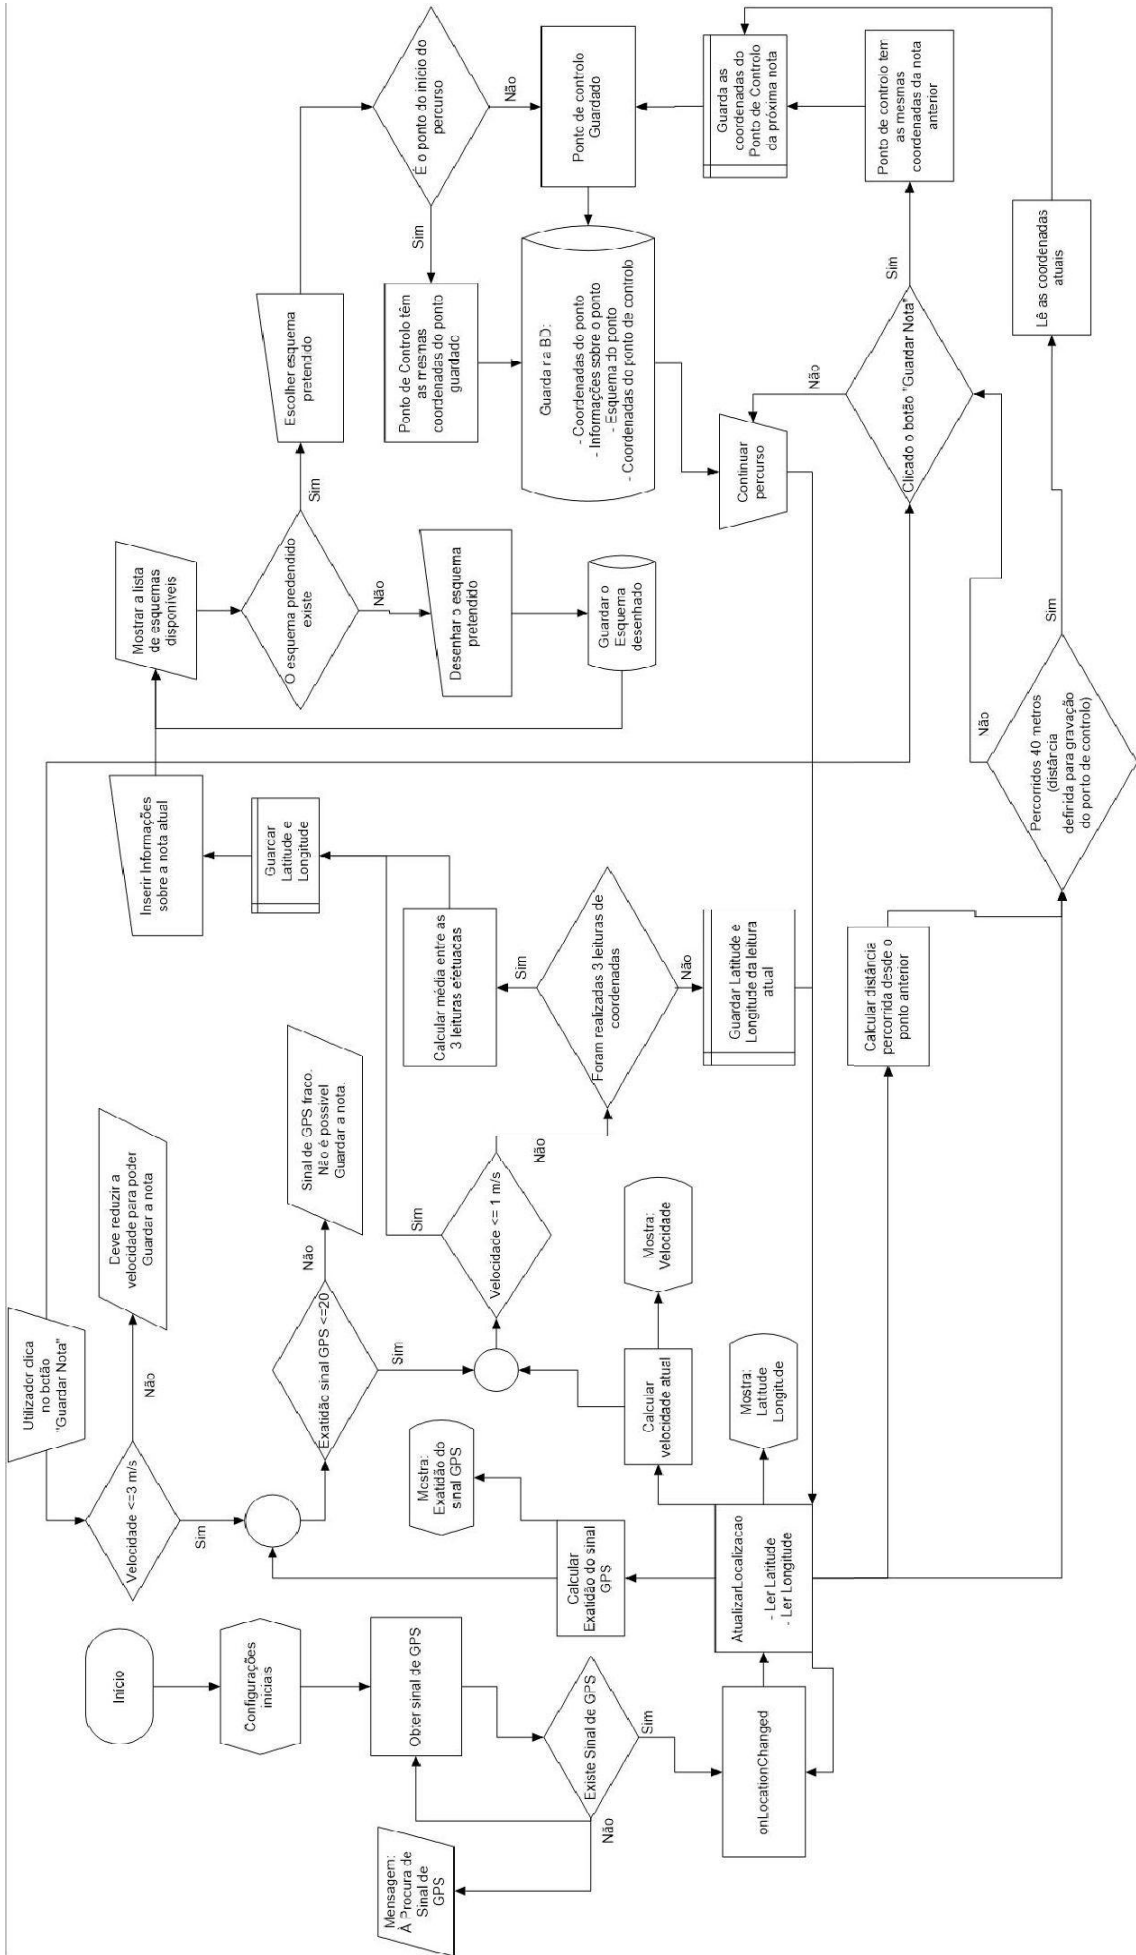 Início
Configurações
iniciais
Obter sinal de GPS
Existe Sinal de GPS
Não
Sim
Mensagem:
À Procura de
Sinal de
GPS
onLocationChanged
Utilizador clica
no botão
"Guardar Nota"
Velocidade <=3 m/s
Não
Sim
Deve reduzir a
velocidade para poder
Guardar a nota
Exatidão sinal GPS <=20
Não
Sim
Sinal de GPS fraco.
Não é possivel
Guardar a nota.
Mostra:
Exatidão do
sinal GPS
Calcular
Exatidão do sinal
GPS
AtualizarLocalizacao
- Ler Latitude
- Ler Longitude
Calcular
velocidade atual
Mostra:
Velocidade
Mostra:
Latitude
Longitude
Velocidade <= 1 m/s
Sim
Não
Foram realizadas 3 leituras de
coordenadas
Sim
Não
Calcular média entre as
3 leituras efetuacas
Guardar Latitude e
Longitude da leitura
atual
Guarcar
Latitude e
Longitude
Inserir Informações
sobre a nota atual
Mostrar a lista
de esquemas
disponíveis
O esquema predendido
existe
Sim
Não
Desenhar o esquema
pretendido
Guardar o
Esquema
desenhado
Escolher esquema
pretendido
É o ponto do início do
percurso
Sim
Não
Ponto de Controlo têm
as mesmas
coordenadas do ponto
guardado
Ponto de controlo
Guardado
Guardar a BD:
- Coordenadas do ponto
- Informações sobre o ponto
- Esquema do ponto
- Coordenadas do ponto de controlo
Continuar
percurso
Guarda as
coordenadas do
Ponto de Controlo
da próxima nota
Ponto de controlo tem
as mesmas
coordenadas da nota
anterior
Clicado o botão "Guardar Nota"
Sim
Não
Calcular distância
percorrida desde o
ponto anterior
Percorridos 40 metros
(distância
definida para gravação
do ponto de controlo)
Não
Sim
Lê as coordenadas
atuais